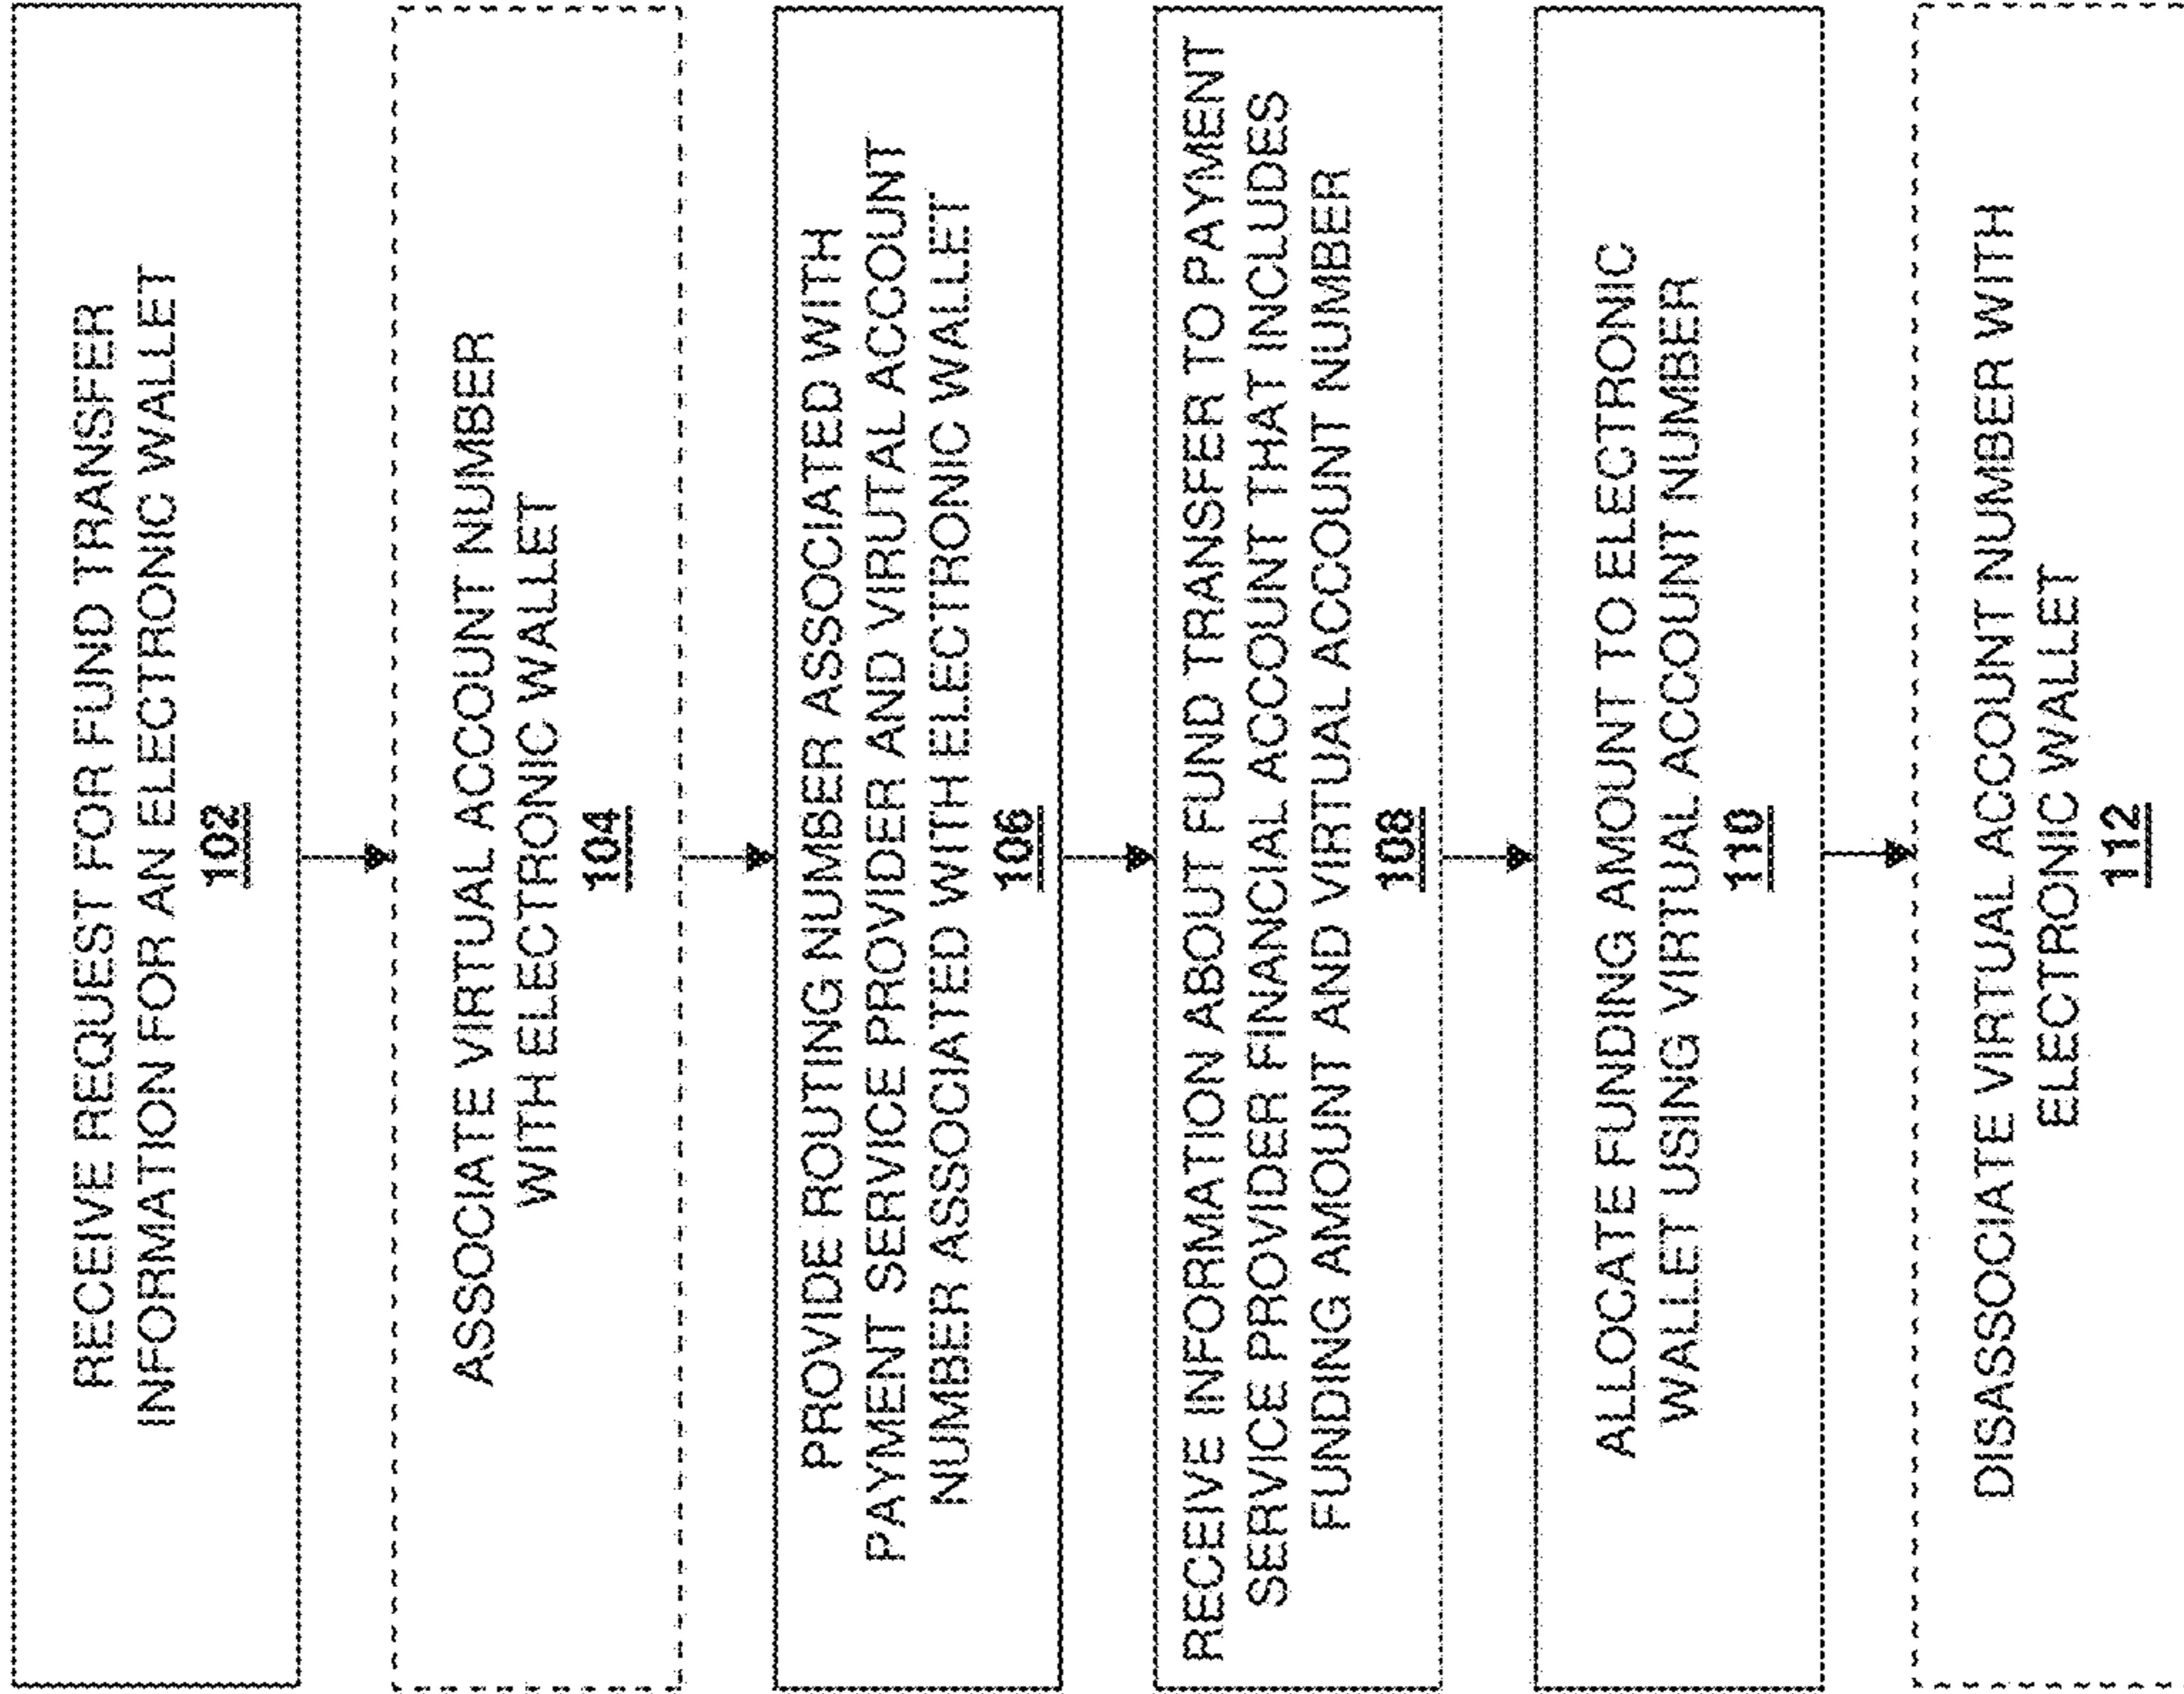 RECEIVE REQUEST FOR FUND TRANSFER
INFORMATION FOR AN ELECTRONIC WALLET
102
ASSOCIATE VIRTUAL ACCOUNT NUMBER
WITH ELECTRONIC WALLET
104
PROVIDE ROUTING NUMBER ASSOCIATED WITH
PAYMENT SERVICE PROVIDER AND VIRUTAL ACCOUNT
NUMBER ASSOCIATED WITH ELECTRONIC WALLET
106
RECEIVE INFORMATION ABOUT FUND TRANSFER TO PAYMENT
SERVICE PROVIDER FINANCIAL ACCOUNT THAT INCLUDES
FUNDING AMOUNT AND VIRTUAL ACCOUNT NUMBER
108
ALLOCATE FUNDING AMOUNT TO ELECTRONIC
WALLET USING VIRTUAL ACCOUNT NUMBER
110
DISASSOCIATE VIRTUAL ACCOUNT NUMBER WITH
ELECTRONIC WALLET
112